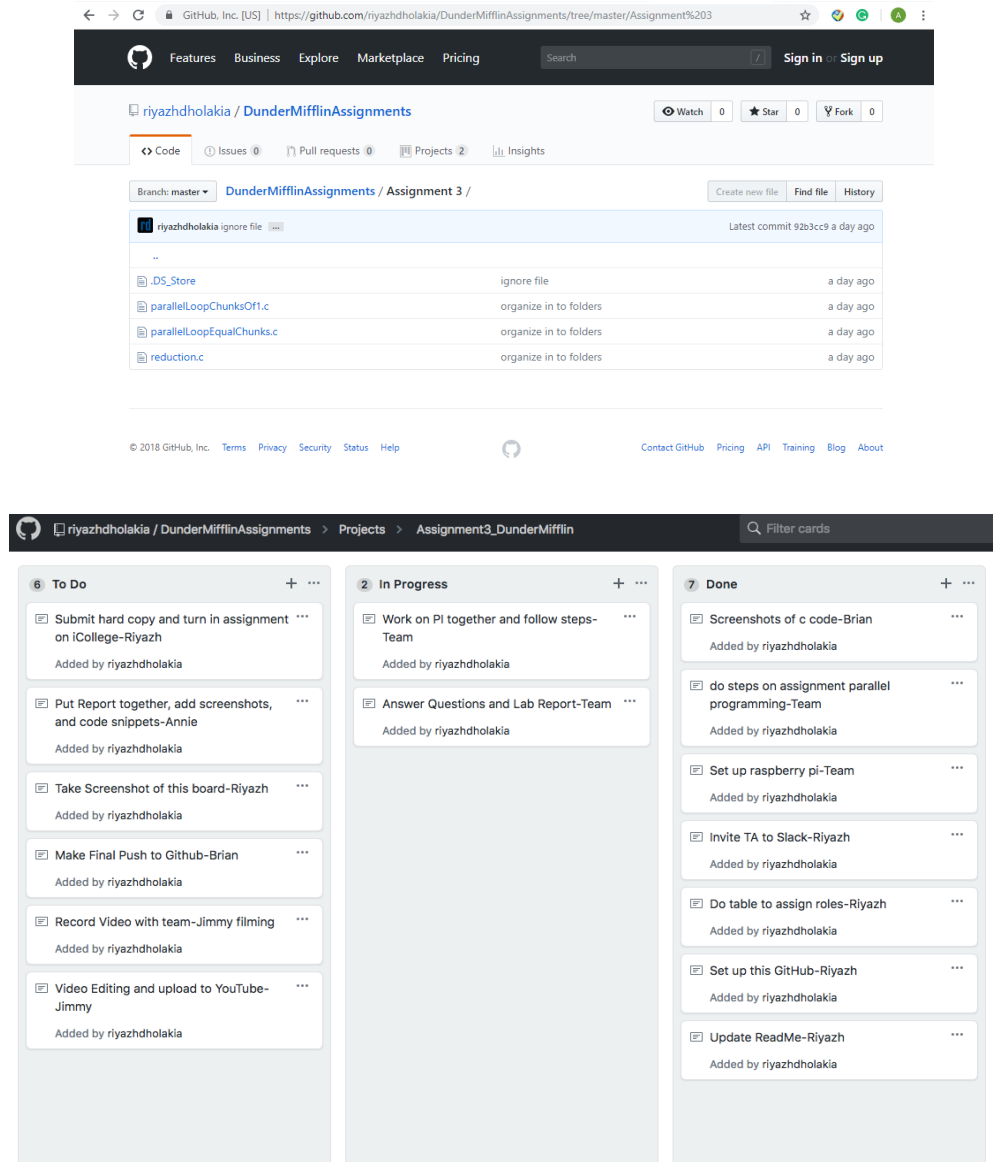 GitHub, Inc. [US] | https://github.com/riyazhdholakia/DunderMifflinAssignments/tree/master/Assignment%203 A
Features Business Explore Marketplace Pricing Search / Sign in or Sign up
riyazhdholakia / DunderMifflinAssignments Watch 0 Star 0 Fork 0
<> Code Issues 0 Pull requests 0 Projects 2 Insights
Branch: master DunderMifflinAssignments / Assignment 3 / Create new file Find file History
rd riyazhdholakia ignore file ... Latest commit 92b3cc9 a day ago
..
.DS_Store ignore file a day ago
parallelLoopChunksOf1.c organize in to folders a day ago
parallelLoopEqualChunks.c organize in to folders a day ago
reduction.c organize in to folders a day ago
© 2018 GitHub, Inc. Terms Privacy Security Status Help Contact GitHub Pricing API Training Blog About
riyazhdholakia / DunderMifflinAssignments > Projects > Assignment3_DunderMifflin Filter cards
6 To Do + ...
Submit hard copy and turn in assignment ...
on iCollege-Riyazh
Added by riyazhdholakia
Put Report together, add screenshots, ...
and code snippets-Annie
Added by riyazhdholakia
Take Screenshot of this board-Riyazh ...
Added by riyazhdholakia
Make Final Push to Github-Brian ...
Added by riyazhdholakia
Record Video with team-Jimmy filming ...
Added by riyazhdholakia
Video Editing and upload to YouTube- ...
Jimmy
Added by riyazhdholakia
2 In Progress + ...
Work on PI together and follow steps- ...
Team
Added by riyazhdholakia
Answer Questions and Lab Report-Team ...
Added by riyazhdholakia
7 Done + ...
Screenshots of c code-Brian ...
Added by riyazhdholakia
do steps on assignment parallel ...
programming-Team
Added by riyazhdholakia
Set up raspberry pi-Team ...
Added by riyazhdholakia
Invite TA to Slack-Riyazh ...
Added by riyazhdholakia
Do table to assign roles-Riyazh ...
Added by riyazhdholakia
Set up this GitHub-Riyazh ...
Added by riyazhdholakia
Update ReadMe-Riyazh ...
Added by riyazhdholakia